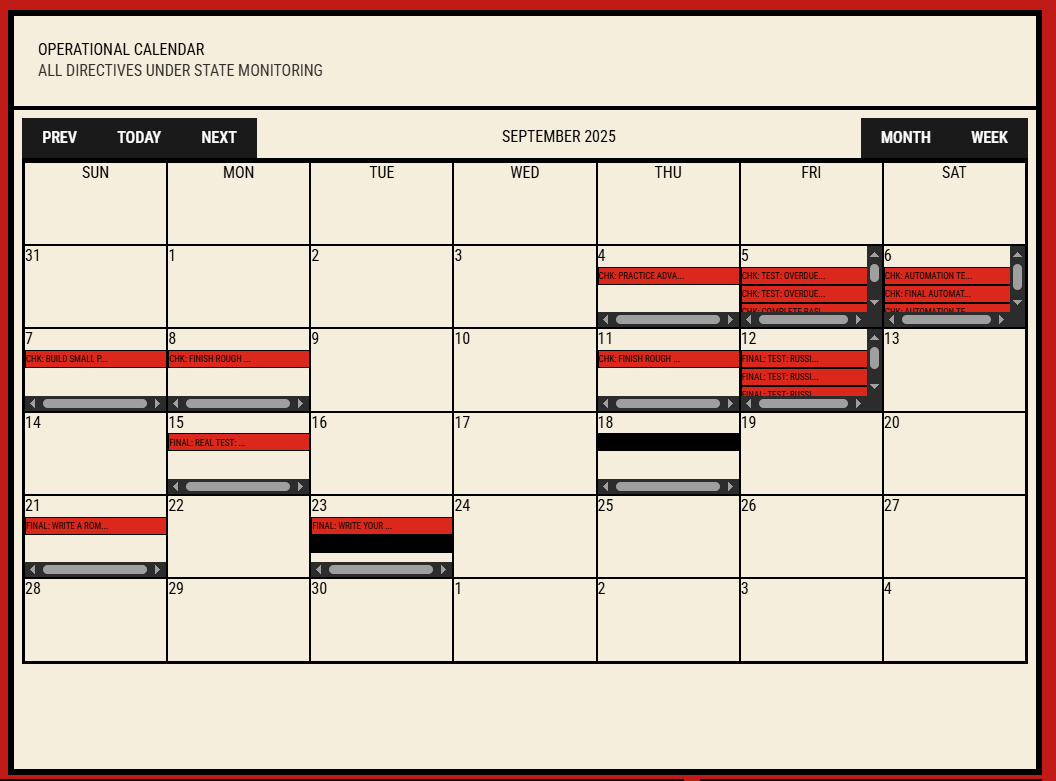 OPERATIONAL CALENDAR
ALL DIRECTIVES UNDER STATE MONITORING
PREV TODAY NEXT SEPTEMBER 2025 MONTH WEEK
SUN MON TUE WED THU FRI SAT
31 1 2 3 4 5 6
CHK: PRACTICE ADVA... CHK: TEST: OVERDUE... CHK: AUTOMATION TE...
CHK: TEST: OVERDUE... CHK: FINAL AUTOMAT...
CHK: COMPLETE BASI... CHK: AUTOMATION TE...
7 8 9 10 11 12 13
CHK: BUILD SMALL P... CHK: FINISH ROUGH ... CHK: FINISH ROUGH ... FINAL: TEST: RUSSI...
FINAL: TEST: RUSSI...
FINAL: TEST: RUSSI...
14 15 16 17 18 19 20
FINAL: REAL TEST: ...
21 22 23 24 25 26 27
FINAL: WRITE A ROM... FINAL: WRITE YOUR ...
28 29 30 1 2 3 4